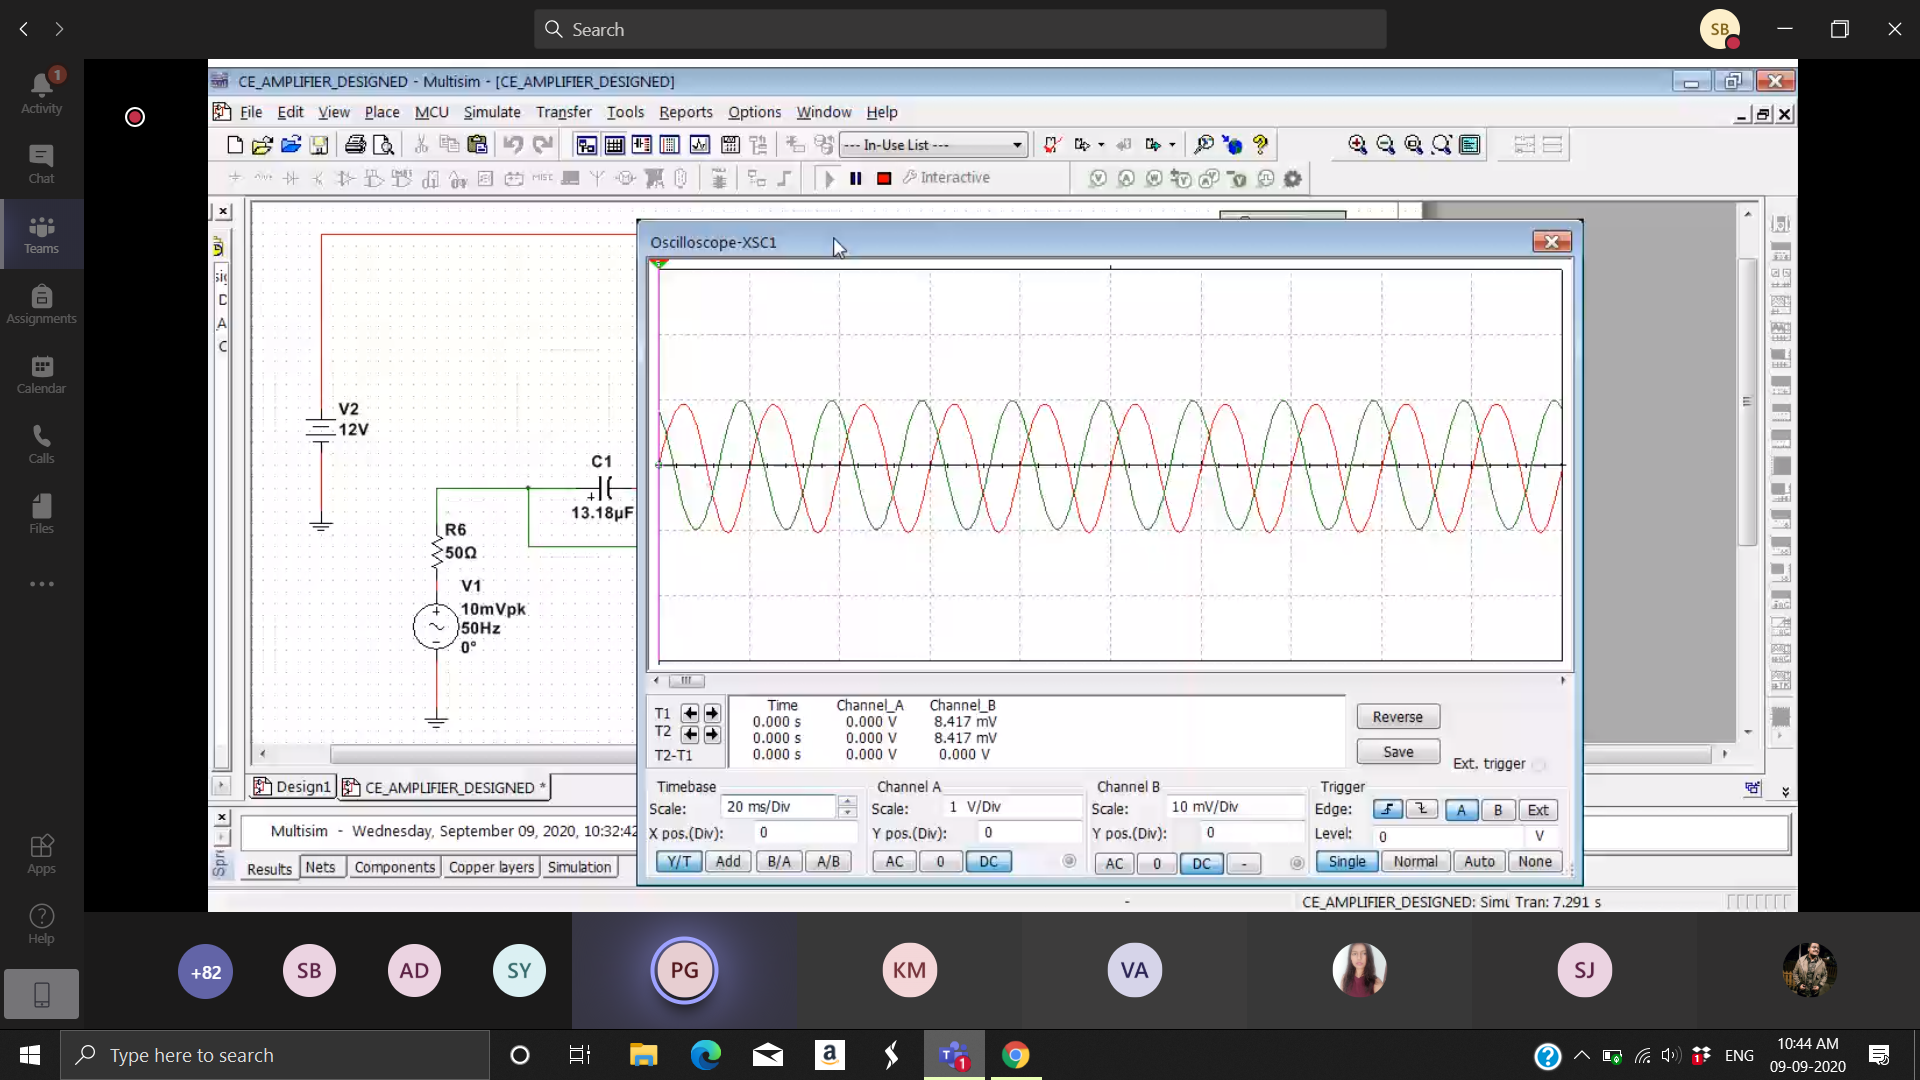 Search
SB
Activity
1
Chat
Teams
Assignments
Calendar
Calls
Files
Apps
Help
CE_AMPLIFIER_DESIGNED - Multisim - [CE_AMPLIFIER_DESIGNED]
File Edit View Place MCU Simulate Transfer Tools Reports Options Window Help
--- In-Use List ---
Interactive
V2
12V
C1
13.18µF
R6
50Ω
V1
10mVpk
50Hz
0°
Oscilloscope-XSC1
Time Channel_A Channel_B
T1 0.000 s 0.000 V 8.417 mV
T2 0.000 s 0.000 V 8.417 mV
T2-T1 0.000 s 0.000 V 0.000 V
Reverse
Save
Ext. trigger
Timebase
Scale: 20 ms/Div
X pos.(Div): 0
Y/T Add B/A A/B
Channel A
Scale: 1 V/Div
Y pos.(Div): 0
AC 0 DC
Channel B
Scale: 10 mV/Div
Y pos.(Div): 0
AC 0 DC -
Trigger
Edge: A B Ext
Level: 0 V
Single Normal Auto None
Design1 CE_AMPLIFIER_DESIGNED *
Multisim - Wednesday, September 09, 2020, 10:32:42
Results Nets Components Copper layers Simulation
- CE_AMPLIFIER_DESIGNED: Simu Tran: 7.291 s
+82 SB AD SY PG KM VA SJ
Type here to search
a
1
1
ENG
10:44 AM
09-09-2020